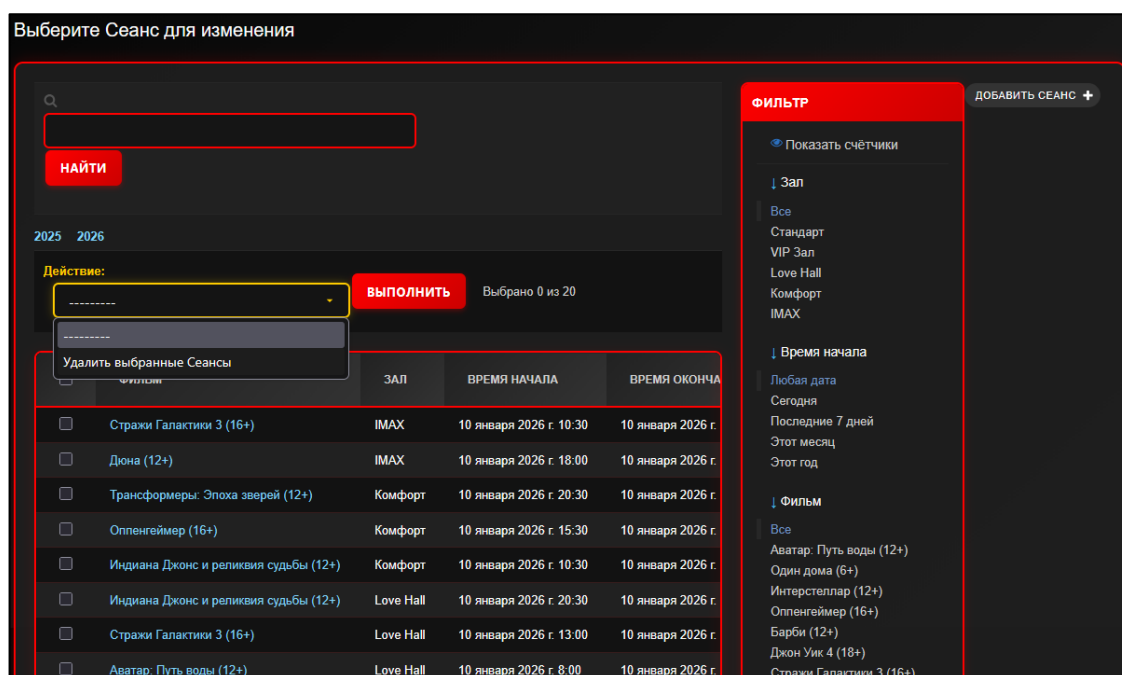 Выберите Сеанс для изменения
НАЙТИ
2025 2026
Действие:
---------
ВЫПОЛНИТЬ
Выбрано 0 из 20
---------
Удалить выбранные Сеансы
ФИЛЬМ ЗАЛ ВРЕМЯ НАЧАЛА ВРЕМЯ ОКОНЧА
Стражи Галактики 3 (16+) IMAX 10 января 2026 г. 10:30 10 января 2026 г.
Дюна (12+) IMAX 10 января 2026 г. 18:00 10 января 2026 г.
Трансформеры: Эпоха зверей (12+) Комфорт 10 января 2026 г. 20:30 10 января 2026 г.
Оппенгеймер (16+) Комфорт 10 января 2026 г. 15:30 10 января 2026 г.
Индиана Джонс и реликвия судьбы (12+) Комфорт 10 января 2026 г. 10:30 10 января 2026 г.
Индиана Джонс и реликвия судьбы (12+) Love Hall 10 января 2026 г. 20:30 10 января 2026 г.
Стражи Галактики 3 (16+) Love Hall 10 января 2026 г. 13:00 10 января 2026 г.
Аватар: Путь воды (12+) Love Hall 10 января 2026 г. 8:00 10 января 2026 г.
ФИЛЬТР
Показать счётчики
↓ Зал
Все
Стандарт
VIP Зал
Love Hall
Комфорт
IMAX
↓ Время начала
Любая дата
Сегодня
Последние 7 дней
Этот месяц
Этот год
↓ Фильм
Все
Аватар: Путь воды (12+)
Один дома (6+)
Интерстеллар (12+)
Оппенгеймер (16+)
Барби (12+)
Джон Уик 4 (18+)
Стражи Галактики 3 (16+)
ДОБАВИТЬ СЕАНС +